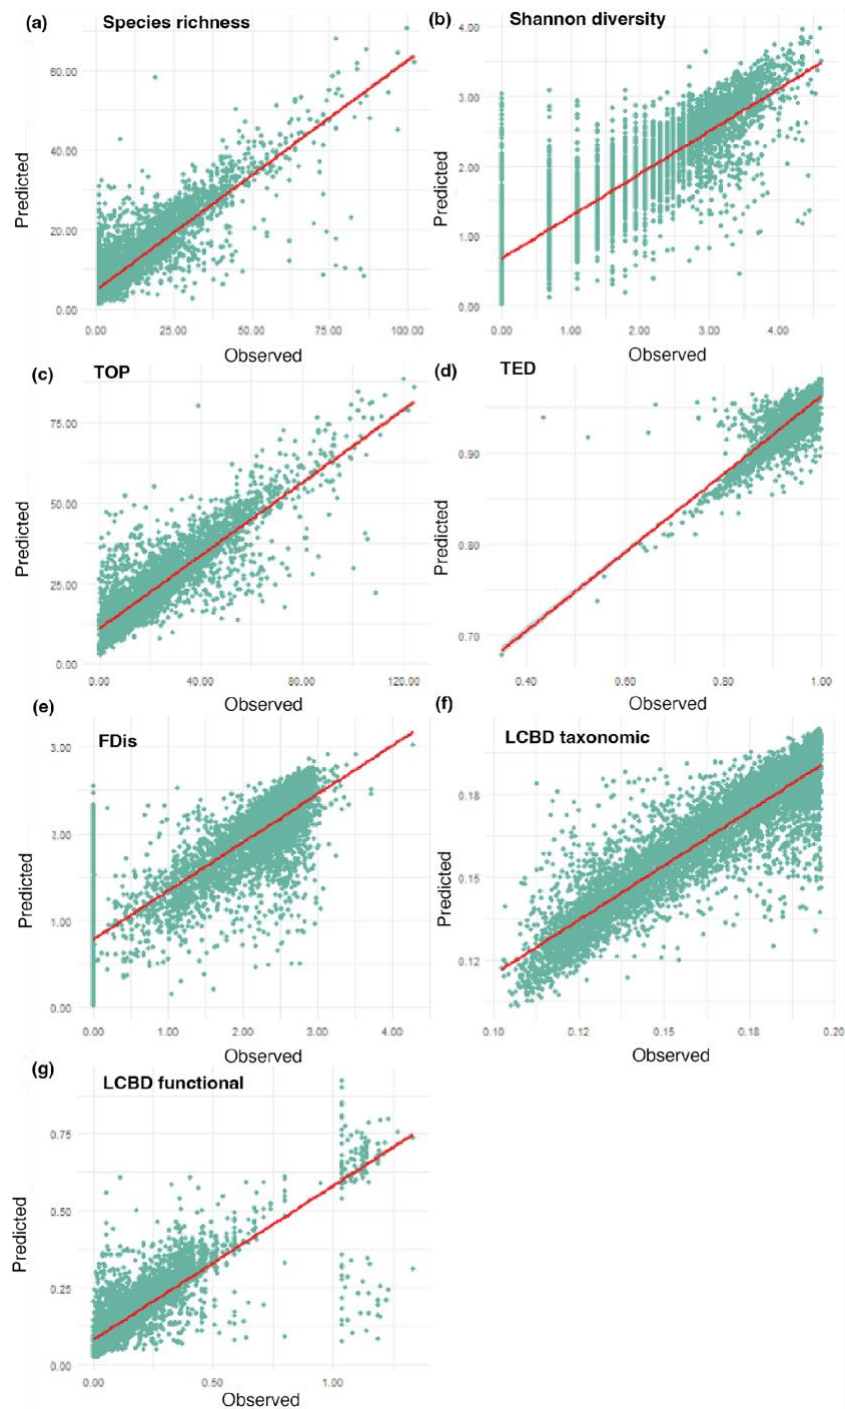 (a) Species richness
60.00
40.00
20.00
0.00
Predicted
0.00 25.00 50.00 75.00 100.00
Observed
(b) Shannon diversity
4.00
3.00
2.00
1.00
0.00
Predicted
0.00 1.00 2.00 3.00 4.00
Observed
(c) TOP
75.00
50.00
25.00
0.00
Predicted
0.00 40.00 80.00 120.00
Observed
(d) TED
0.90
0.80
0.70
Predicted
0.40 0.60 0.80 1.00
Observed
(e) FDis
3.00
2.00
1.00
0.00
Predicted
0.00 1.00 2.00 3.00 4.00
Observed
(f) LCBD taxonomic
0.18
0.15
0.12
Predicted
0.10 0.12 0.15 0.18 0.20
Observed
(g) LCBD functional
0.75
0.50
0.25
0.00
Predicted
0.00 0.50 1.00
Observed